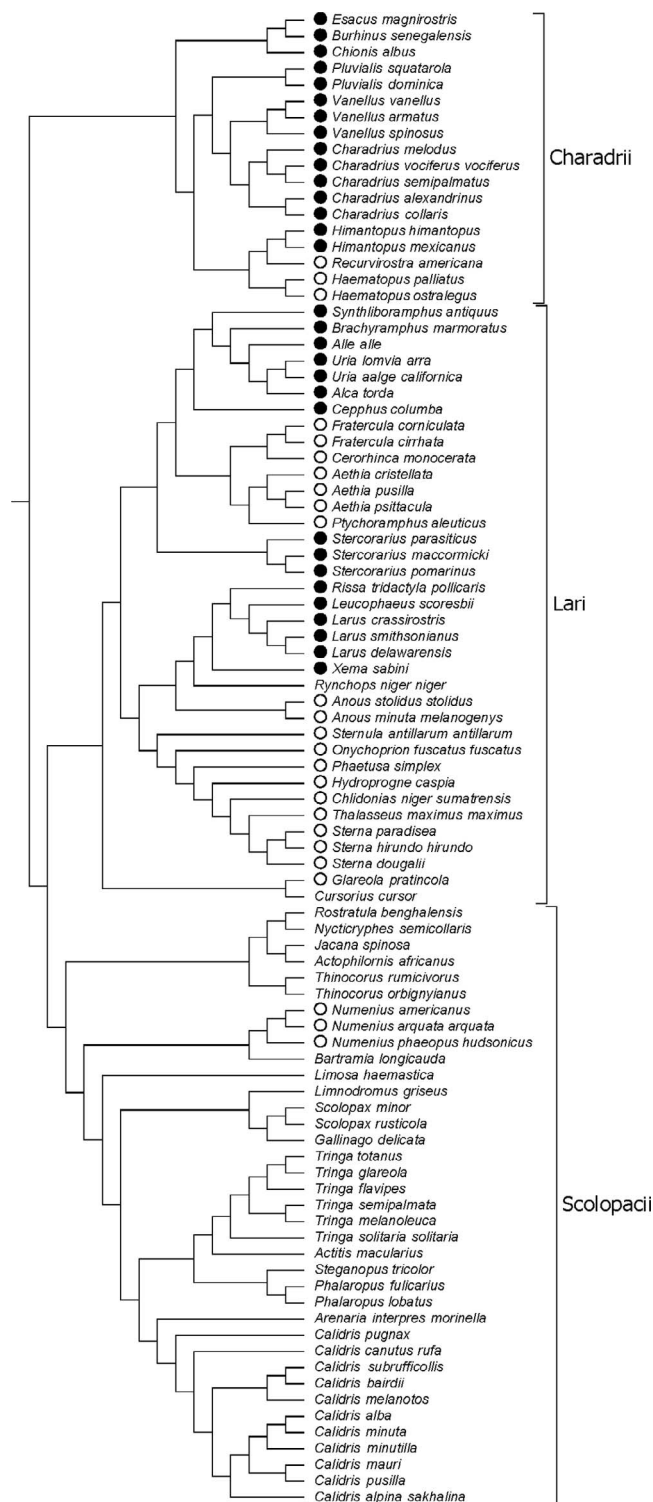 Esacus magnirostris
Burhinus senegalensis
Chionis albus
Pluvialis squatarola
Pluvialis dominica
Vanellus vanellus
Vanellus armatus
Vanellus spinosus
Charadrius melodus
Charadrius vociferus vociferus
Charadrius semipalmatus
Charadrius alexandrinus
Charadrius collaris
Himantopus himantopus
Himantopus mexicanus
Recurvirostra americana
Haematopus palliatus
Haematopus ostralegus
Charadrii
Synthliboramphus antiquus
Brachyramphus marmoratus
Alle alle
Uria lomvia arra
Uria aalge californica
Alca torda
Cepphus columba
Fratercula corniculata
Fratercula cirrhata
Cerorhinca monocerata
Aethia cristellata
Aethia pusilla
Aethia psittacula
Ptychoramphus aleuticus
Stercorarius parasiticus
Stercorarius maccormicki
Stercorarius pomarinus
Rissa tridactyla pollicaris
Leucophaeus scoresbii
Larus crassirostris
Larus smithsonianus
Larus delawarensis
Xema sabini
Rynchops niger niger
Anous stolidus stolidus
Anous minuta melanogenys
Sternula antillarum antillarum
Onychoprion fuscatus fuscatus
Phaetusa simplex
Hydroprogne caspia
Chlidonias niger sumatrensis
Thalasseus maximus maximus
Sterna paradisea
Sterna hirundo hirundo
Sterna dougalii
Glareola pratincola
Cursorius cursor
Lari
Rostratula benghalensis
Nycticryphes semicollaris
Jacana spinosa
Actophilornis africanus
Thinocorus rumicivorus
Thinocorus orbignyianus
Numenius americanus
Numenius arquata arquata
Numenius phaeopus hudsonicus
Bartramia longicauda
Limosa haemastica
Limnodromus griseus
Scolopax minor
Scolopax rusticola
Gallinago delicata
Tringa totanus
Tringa glareola
Tringa flavipes
Tringa semipalmata
Tringa melanoleuca
Tringa solitaria solitaria
Actitis macularius
Steganopus tricolor
Phalaropus fulicarius
Phalaropus lobatus
Arenaria interpres morinella
Calidris pugnax
Calidris canutus rufa
Calidris subrufficollis
Calidris bairdii
Calidris melanotos
Calidris alba
Calidris minuta
Calidris minutilla
Calidris mauri
Calidris pusilla
Calidris alpina sakhalina
Scolopacii